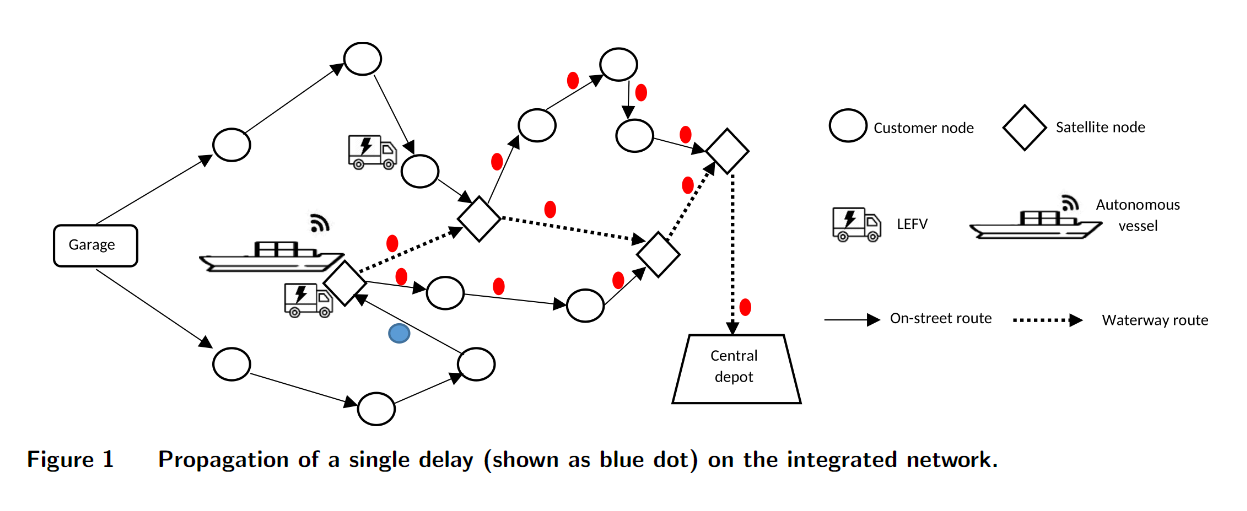 Garage
Central
depot
Customer node
Satellite node
LEFV
Autonomous
vessel
On-street route
Waterway route
Figure 1 Propagation of a single delay (shown as blue dot) on the integrated network.